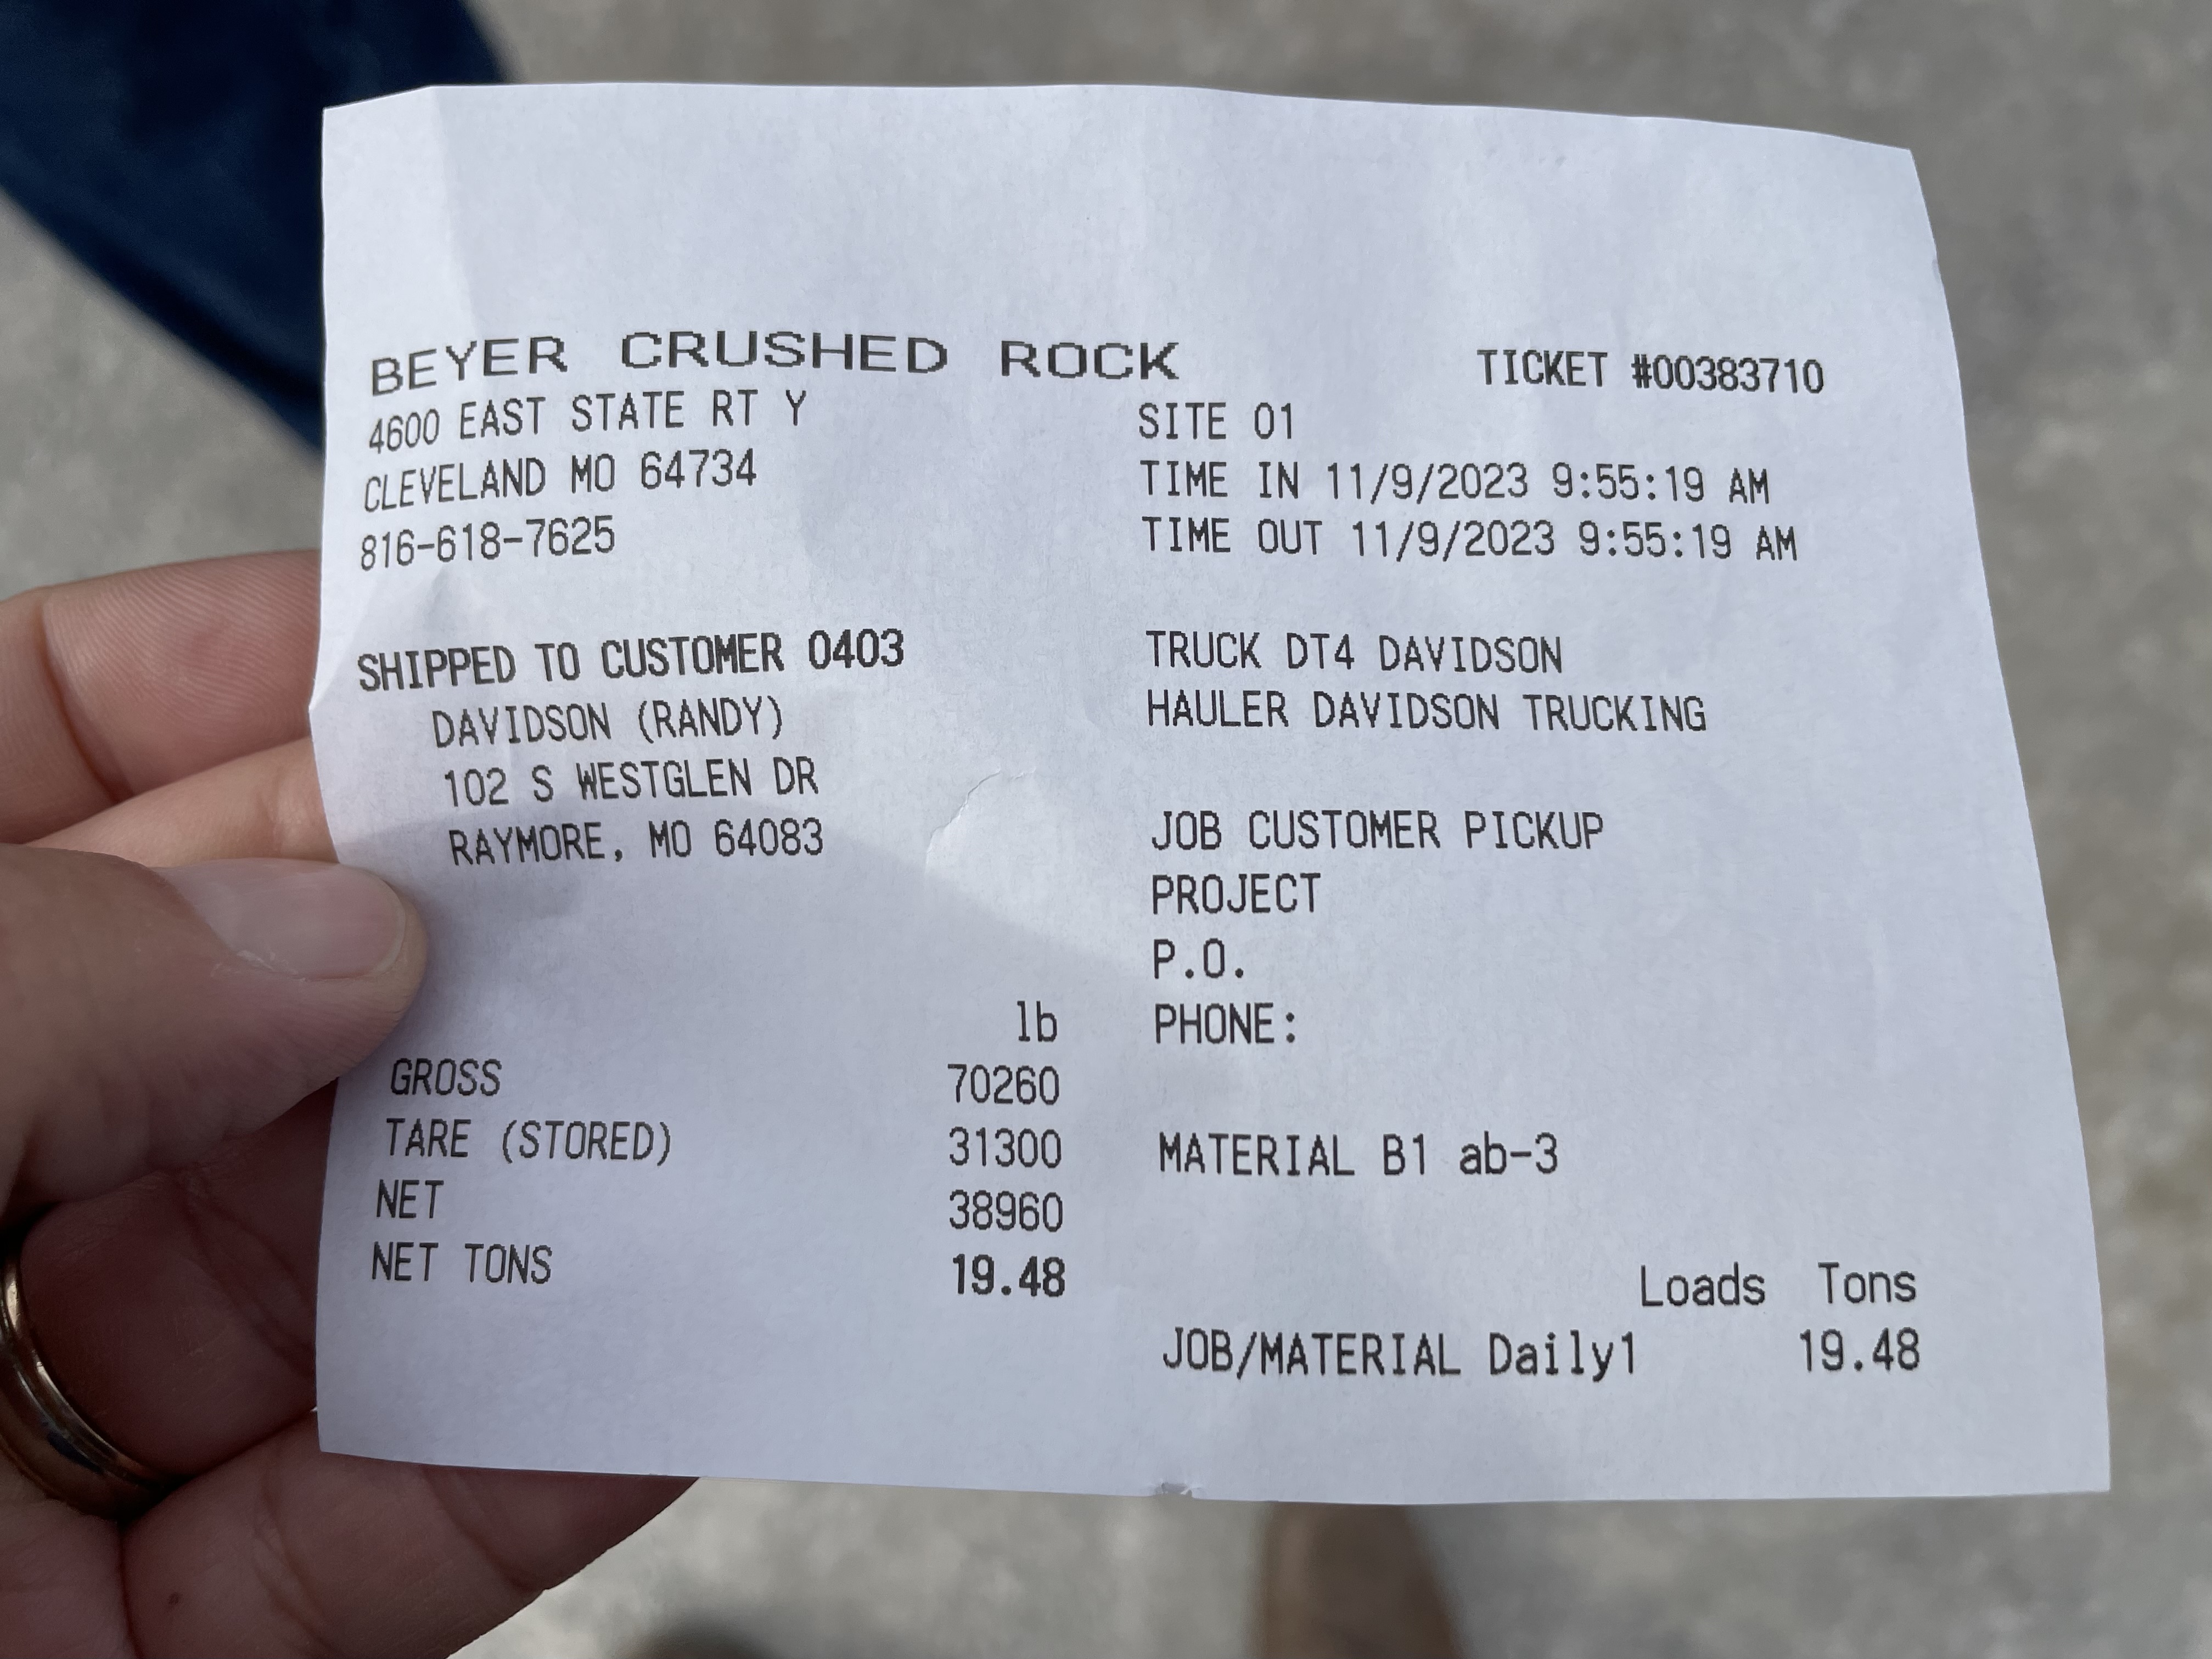 BEYER CRUSHED ROCK
4600 EAST STATE RT Y
CLEVELAND MO 64734
816-618-7625
TICKET #00383710
SITE 01
TIME IN 11/9/2023 9:55:19 AM
TIME OUT 11/9/2023 9:55:19 AM
SHIPPED TO CUSTOMER 0403
DAVIDSON (RANDY)
102 S WESTGLEN DR
RAYMORE, MO 64083
TRUCK DT4 DAVIDSON
HAULER DAVIDSON TRUCKING
JOB CUSTOMER PICKUP
PROJECT
P.O.
PHONE:
lb
GROSS 70260
TARE (STORED) 31300
NET 38960
NET TONS 19.48
MATERIAL B1 ab-3
Loads Tons
JOB/MATERIAL Daily1 19.48